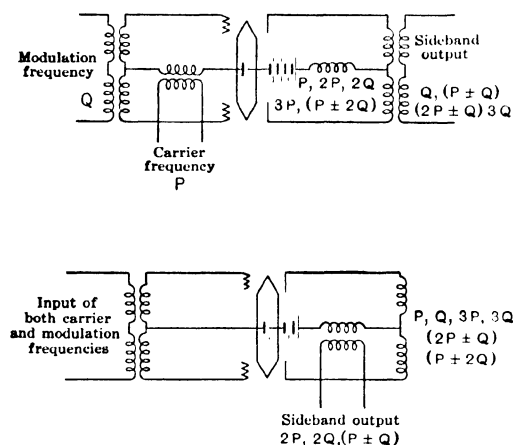 Modulation
frequency
Q
Carrier
frequency
P
P, 2P, 2Q
3P, (P ± 2Q)
Sideband
output
Q, (P ± Q)
(2P ± Q) 3Q
Input of
both carrier
and modulation
frequencies
Sideband output
2P, 2Q, (P ± Q)
P, Q, 3P, 3Q
(2P ± Q)
(P ± 2Q)